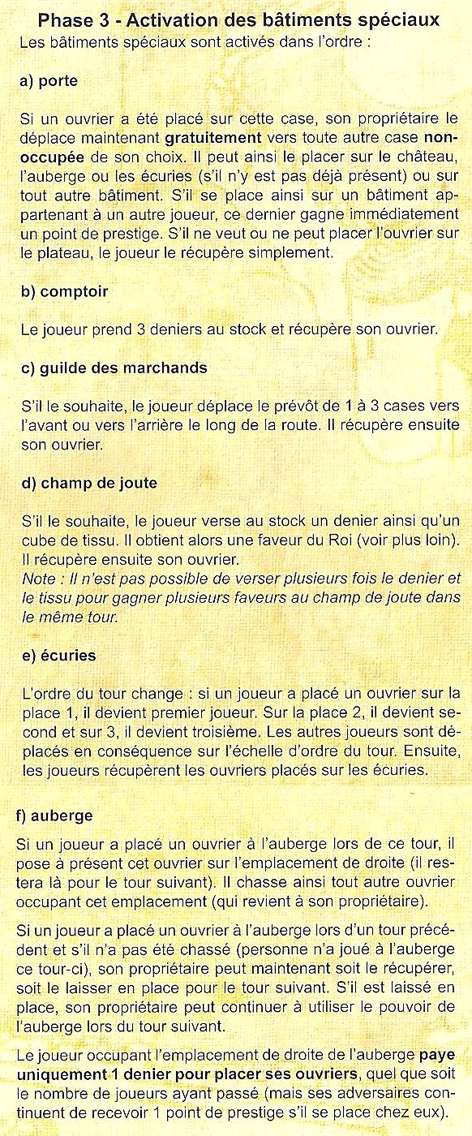 Phase 3 - Activation des bâtiments spéciaux
Les bâtiments spéciaux sont activés dans l'ordre :
a) porte
Si un ouvrier a été placé sur cette case, son propriétaire le
déplace maintenant gratuitement vers toute autre case non-
occupée de son choix. Il peut ainsi le placer sur le château,
l'auberge ou les écuries (s'il n'y est pas déjà présent) ou sur
tout autre bâtiment. S'il se place ainsi sur un bâtiment ap-
partenant à un autre joueur, ce dernier gagne immédiatement
un point de prestige. S'il ne veut ou ne peut placer l'ouvrier sur
le plateau, le joueur le récupère simplement.
b) comptoir
Le joueur prend 3 deniers au stock et récupère son ouvrier.
c) guilde des marchands
S'il le souhaite, le joueur déplace le prévôt de 1 à 3 cases vers
l'avant ou vers l'arrière le long de la route. Il récupère ensuite
son ouvrier.
d) champ de joute
S'il le souhaite, le joueur verse au stock un denier ainsi qu'un
cube de tissu. Il obtient alors une faveur du Roi (voir plus loin).
Il récupère ensuite son ouvrier.
Note : Il n'est pas possible de verser plusieurs fois le denier et
le tissu pour gagner plusieurs faveurs au champ de joute dans
le même tour.
e) écuries
L'ordre du tour change : si un joueur a placé un ouvrier sur la
place 1, il devient premier joueur. Sur la place 2, il devient se-
cond et sur 3, il devient troisième. Les autres joueurs sont dé-
placés en conséquence sur l'échelle d'ordre du tour. Ensuite,
les joueurs récupèrent les ouvriers placés sur les écuries.
f) auberge
Si un joueur a placé un ouvrier à l'auberge lors de ce tour, il
pose à présent cet ouvrier sur l'emplacement de droite (il res-
tera là pour le tour suivant). Il chasse ainsi tout autre ouvrier
occupant cet emplacement (qui revient à son propriétaire).
Si un joueur a placé un ouvrier à l'auberge lors d'un tour précé-
dent et s'il n'a pas été chassé (personne n'a joué à l'auberge
ce tour-ci), son propriétaire peut maintenant soit le récupérer,
soit le laisser en place pour le tour suivant. S'il est laissé en
place, son propriétaire peut continuer à utiliser le pouvoir de
l'auberge lors du tour suivant.
Le joueur occupant l'emplacement de droite de l'auberge paye
uniquement 1 denier pour placer ses ouvriers, quel que soit
le nombre de joueurs ayant passé (mais ses adversaires con-
tinuent de recevoir 1 point de prestige s'il se place chez eux).